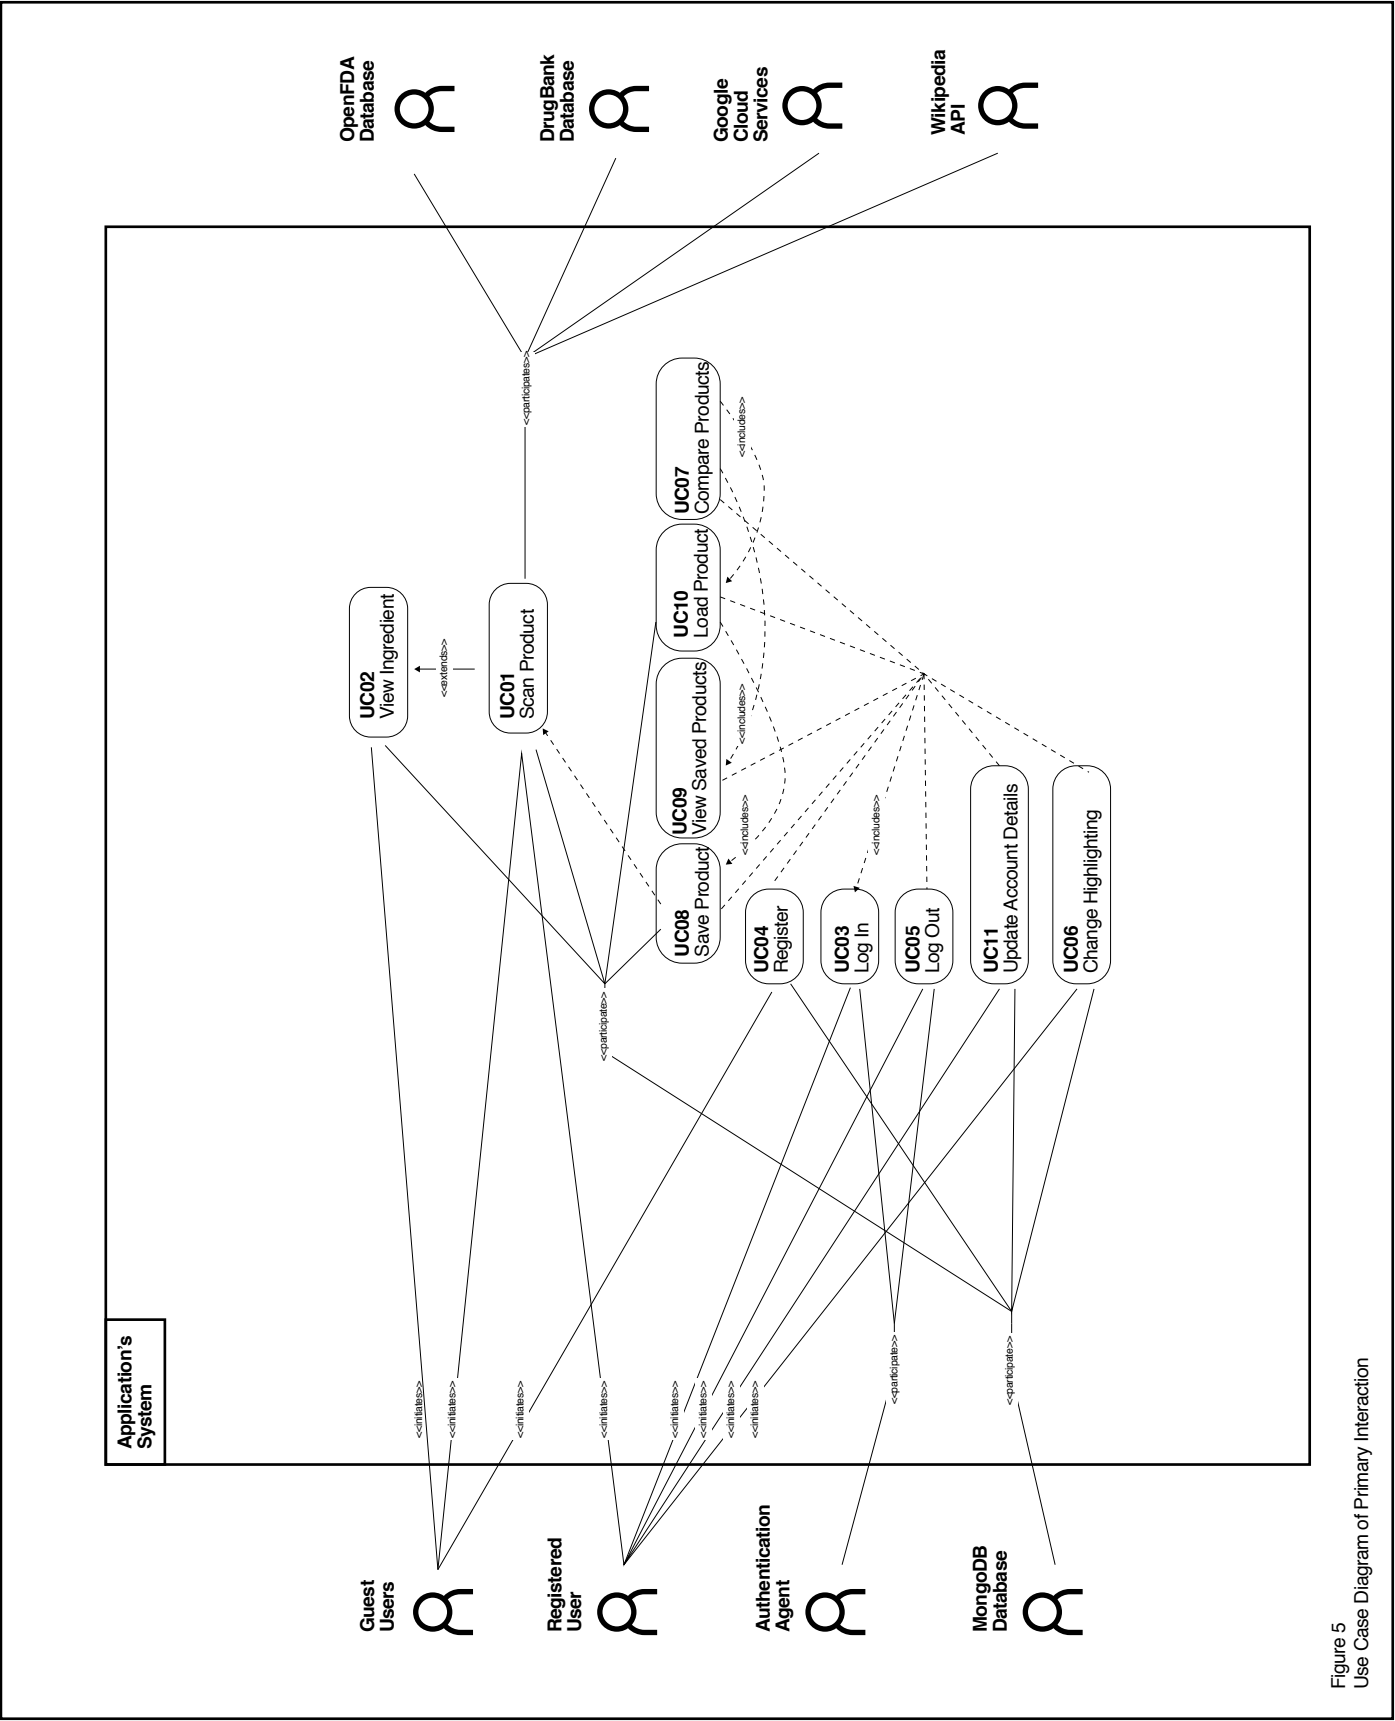 Application's
System
Guest
Users
Registered
User
Authentication
Agent
MongoDB
Database
<<initiates>>
<<initiates>>
<<initiates>>
<<initiates>>
<<initiates>>
<<initiates>>
<<initiates>>
<<initiates>>
<<participate>>
<<participate>>
<<participate>>
UC02
View Ingredient
<<extends>>
UC01
Scan Product
UC08
Save Product
UC09
View Saved Products
UC10
Load Product
UC07
Compare Products
<<includes>>
<<includes>>
<<includes>>
<<includes>>
UC04
Register
UC03
Log In
UC05
Log Out
UC11
Update Account Details
UC06
Change Highlighting
<<participates>>
OpenFDA
Database
DrugBank
Database
Google
Cloud
Services
Wikipedia
API
Figure 5
Use Case Diagram of Primary Interaction